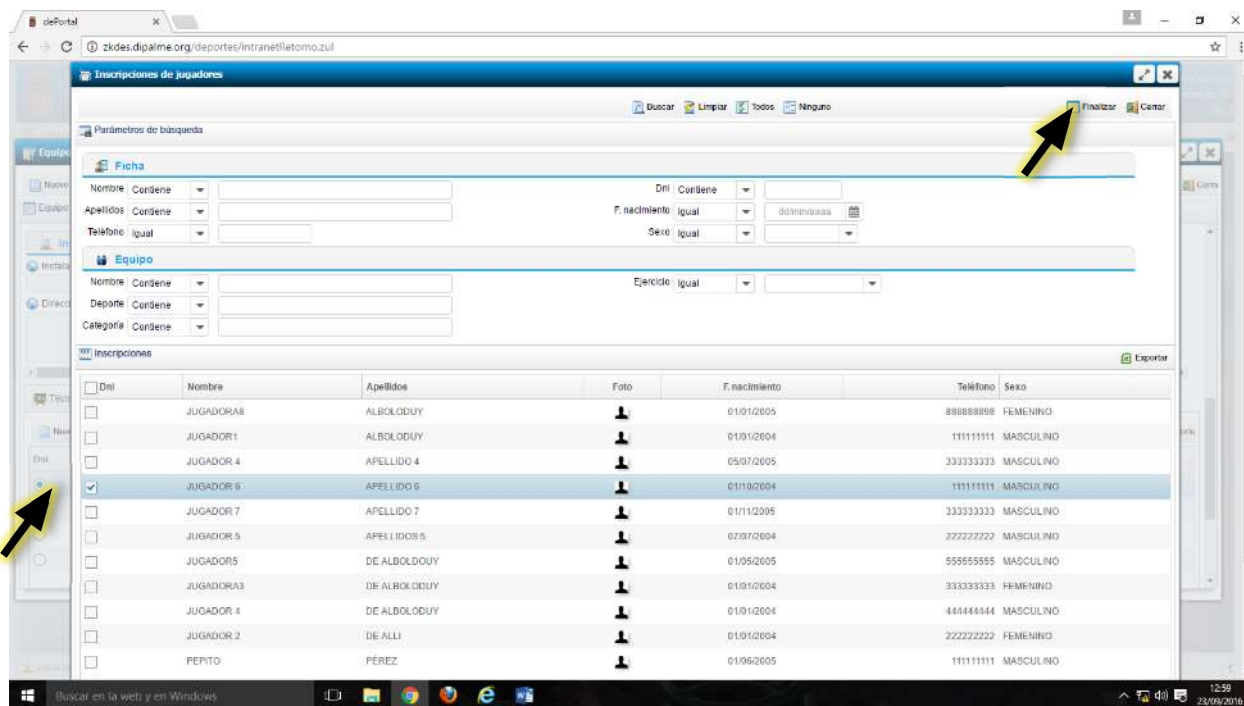 dePortal
zkdes.dipalme.org/deportes/intranetRetorno.zul
Inscripciones de jugadores
Buscar Limpiar Todos Ninguno Finalizar Cerrar
Parámetros de búsqueda
Ficha
Nombre Contiene Dni Contiene
Apellidos Contiene F. nacimiento Igual dd/mm/aaaa
Teléfono Igual Sexo Igual
Equipo
Nombre Contiene Ejercicio Igual
Deporte Contiene
Categoría Contiene
Inscripciones Exportar
Dni Nombre Apellidos Foto F. nacimiento Teléfono Sexo
JUGADORA8 ALBOLODUY 01/01/2005 888888898 FEMENINO
JUGADOR1 ALBOLODUY 01/01/2004 111111111 MASCULINO
JUGADOR 4 APELLIDO 4 05/07/2005 333333333 MASCULINO
JUGADOR 6 APELLIDO 6 01/10/2004 111111111 MASCULINO
JUGADOR 7 APELLIDO 7 01/11/2005 333333333 MASCULINO
JUGADOR 5 APELLIDOS 5 07/07/2004 222222222 MASCULINO
JUGADOR5 DE ALBOLDOUY 01/05/2005 555555555 MASCULINO
JUGADORA3 DE ALBOLODUY 01/01/2004 333333333 FEMENINO
JUGADOR 4 DE ALBOLODUY 01/01/2004 444444444 MASCULINO
JUGADOR 2 DE ALLI 01/01/2004 222222222 FEMENINO
PEPITO PÉREZ 01/06/2005 111111111 MASCULINO
Buscar en la web y en Windows
12:59
23/09/2016